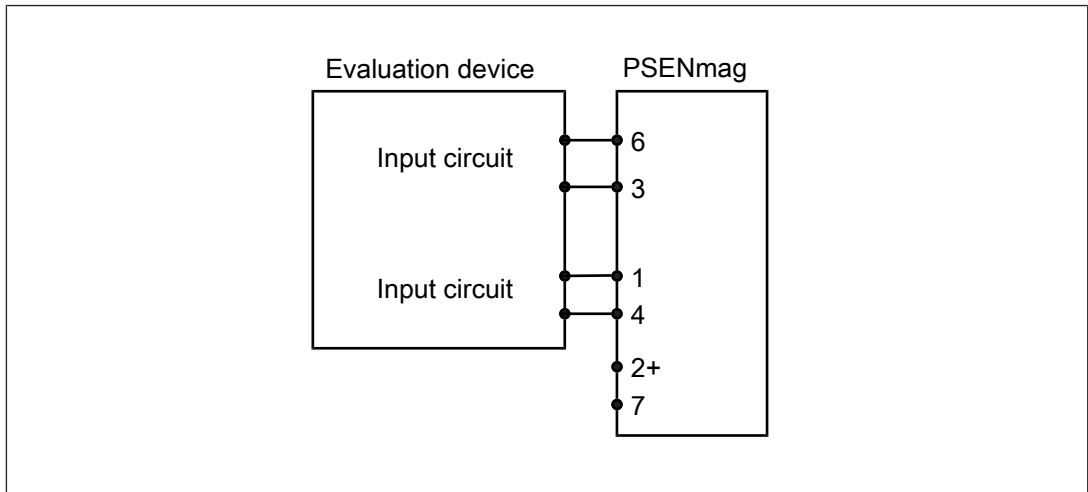 Evaluation device
PSENmag
Input circuit
6
3
Input circuit
1
4
2+
7